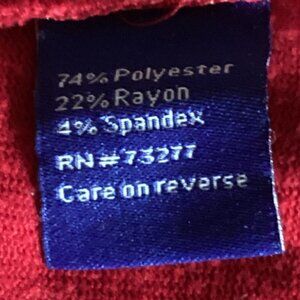 74% Polyester
22% Rayon
4% Spandex
RN# 73277
Care on reverse